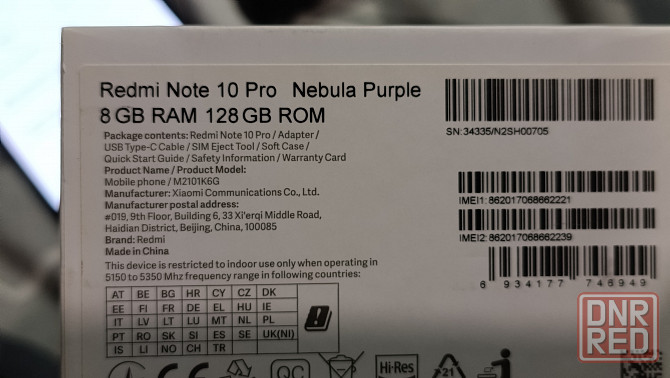 Redmi Note 10 Pro Nebula Purple
8 GB RAM 128 GB ROM
Package contents: Redmi Note 10 Pro / Adapter /
USB Type-C Cable / SIM Eject Tool / Soft Case /
Quick Start Guide / Safety Information / Warranty Card
Product Name / Product Model:
Mobile phone / M2101K6G
Manufacturer: Xiaomi Communications Co., Ltd.
Manufacturer postal address:
#019, 9th Floor, Building 6, 33 Xi'erqi Middle Road,
Haidian District, Beijing, China, 100085
Brand: Redmi
Made in China
This device is restricted to indoor use only when operating in
5150 to 5350 Mhz frequency range in following countries:
AT BE BG HR CY CZ DK
EE FI FR DE EL HU IE
IT LV LT LU MT NL PL
PT RO SK SI ES SE UK(NI)
IS LI NO CH TR
SN: 34335/N2SH00705
IMEI1: 862017068662221
IMEI2: 862017068662239
6 934177 746949
QC
Hi-Res
21
DNR
RED